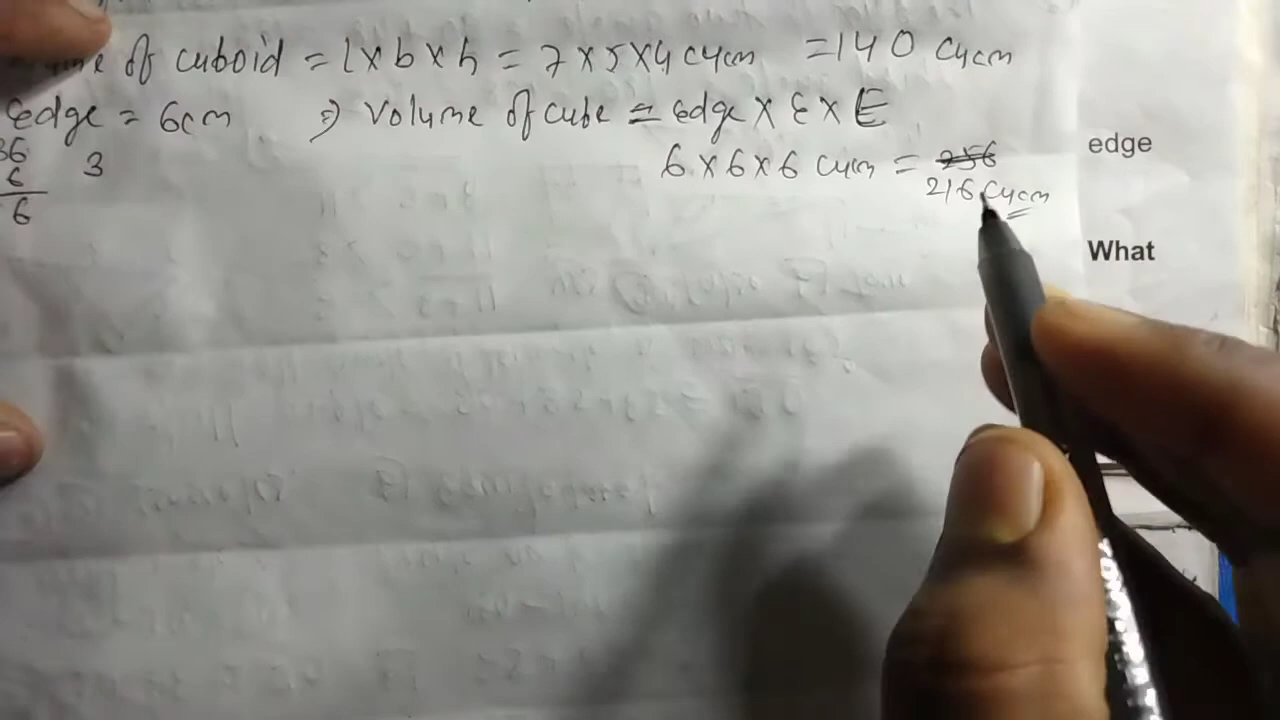 of cuboid = l × b × h = 7 × 5 × 4 cu cm = 140 cu cm
edge = 6cm ⇒ Volume of cube = edge × E × E
36 3 6 × 6 × 6 cu cm = 256
6 216 cu cm
6
edge
What